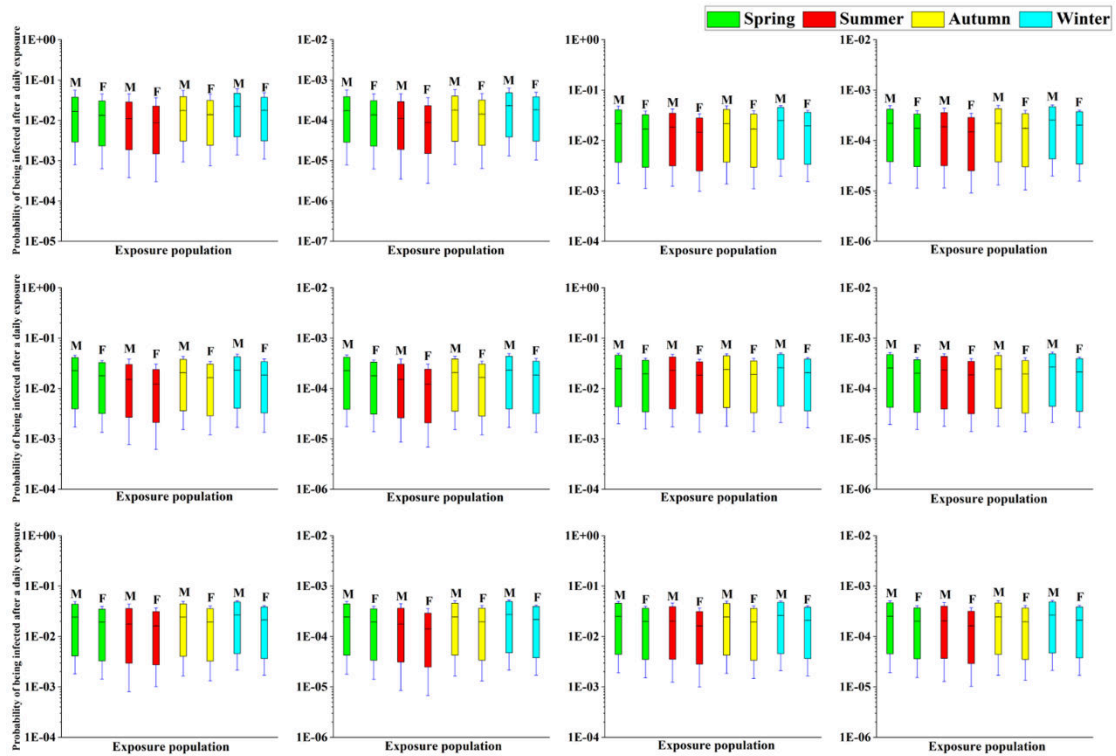 Spring Summer Autumn Winter
Probability of being infected after a daily exposure
1E+00
1E-01
1E-02
1E-03
1E-04
1E-05
M F M F M F M F
Exposure population
1E-02
1E-03
1E-04
1E-05
1E-06
1E-07
M F M F M F M F
Exposure population
1E+00
1E-01
1E-02
1E-03
1E-04
M F M F M F M F
Exposure population
1E-02
1E-03
1E-04
1E-05
1E-06
M F M F M F M F
Exposure population
Probability of being infected after a daily exposure
1E+00
1E-01
1E-02
1E-03
1E-04
M F M F M F M F
Exposure population
1E-02
1E-03
1E-04
1E-05
1E-06
M F M F M F M F
Exposure population
1E+00
1E-01
1E-02
1E-03
1E-04
M F M F M F M F
Exposure population
1E-02
1E-03
1E-04
1E-05
1E-06
M F M F M F M F
Exposure population
Probability of being infected after a daily exposure
1E+00
1E-01
1E-02
1E-03
1E-04
M F M F M F M F
Exposure population
1E-02
1E-03
1E-04
1E-05
1E-06
M F M F M F M F
Exposure population
1E+00
1E-01
1E-02
1E-03
1E-04
M F M F M F M F
Exposure population
1E-02
1E-03
1E-04
1E-05
1E-06
M F M F M F M F
Exposure population